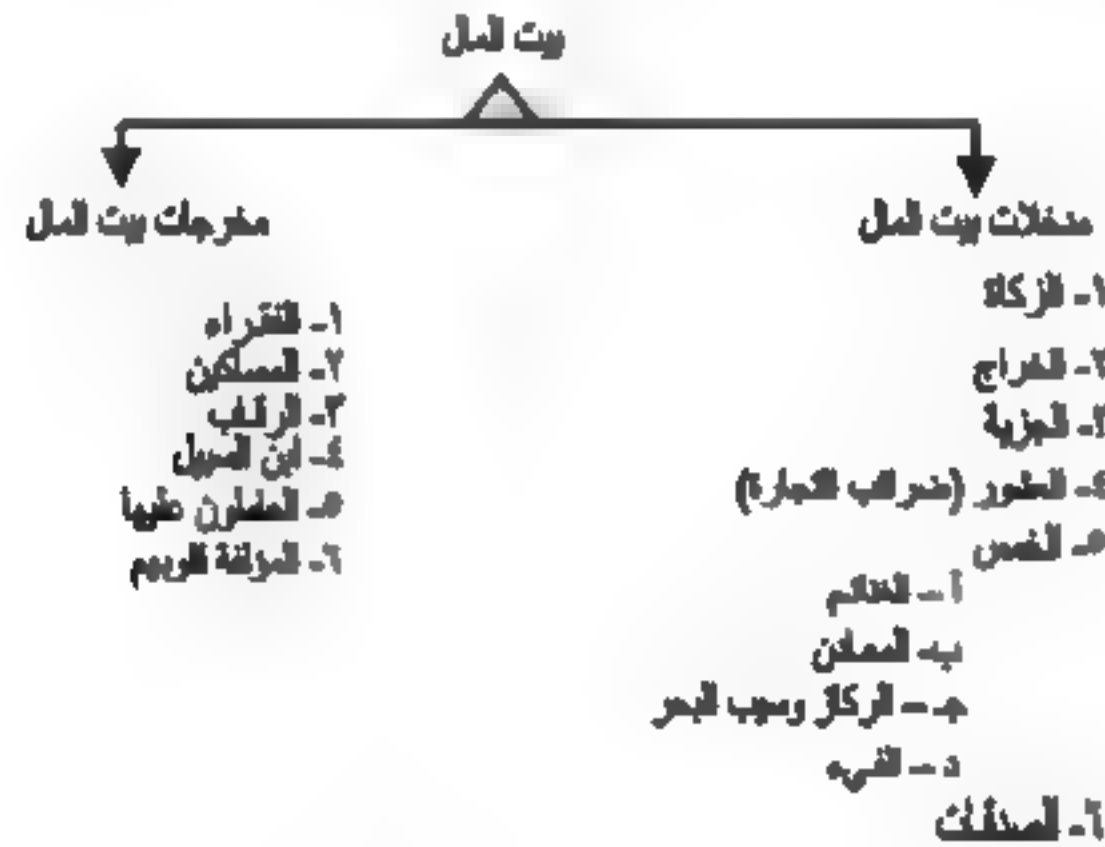 بيت المال
مدخلات بيت المال
١- الزكاة
٢- الخراج
٣- الجزية
٤- العشور (ضرائب التجارة)
٥- الخمس
أ – الغنائم
ب- المعادن
جـ – الركاز وسيب البحر
د – الفيء
٦- الصدقات
مخرجات بيت المال
١- الفقراء
٢- المساكين
٣- الرقاب
٤- ابن السبيل
٥- العاملون عليها
٦- المؤلفة قلوبهم